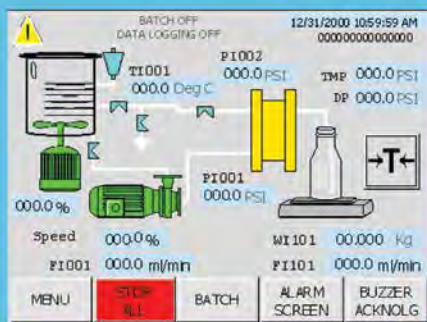 BATCH OFF
DATA LOGGING OFF
12/31/2000 10:59:59 AM
000000000000000
PI002
000.0 PSI
TI001
000.0 Deg C
TMP 000.0 PSI
DP 000.0 PSI
PI001
000.0 PSI
T
000.0 %
Speed 000.0 %
WI101 00.000 Kg
FI001 000.0 ml/min
FI101 000.0 ml/min
MENU
STOP ALL
BATCH
ALARM SCREEN
BUZZER ACKNOLG